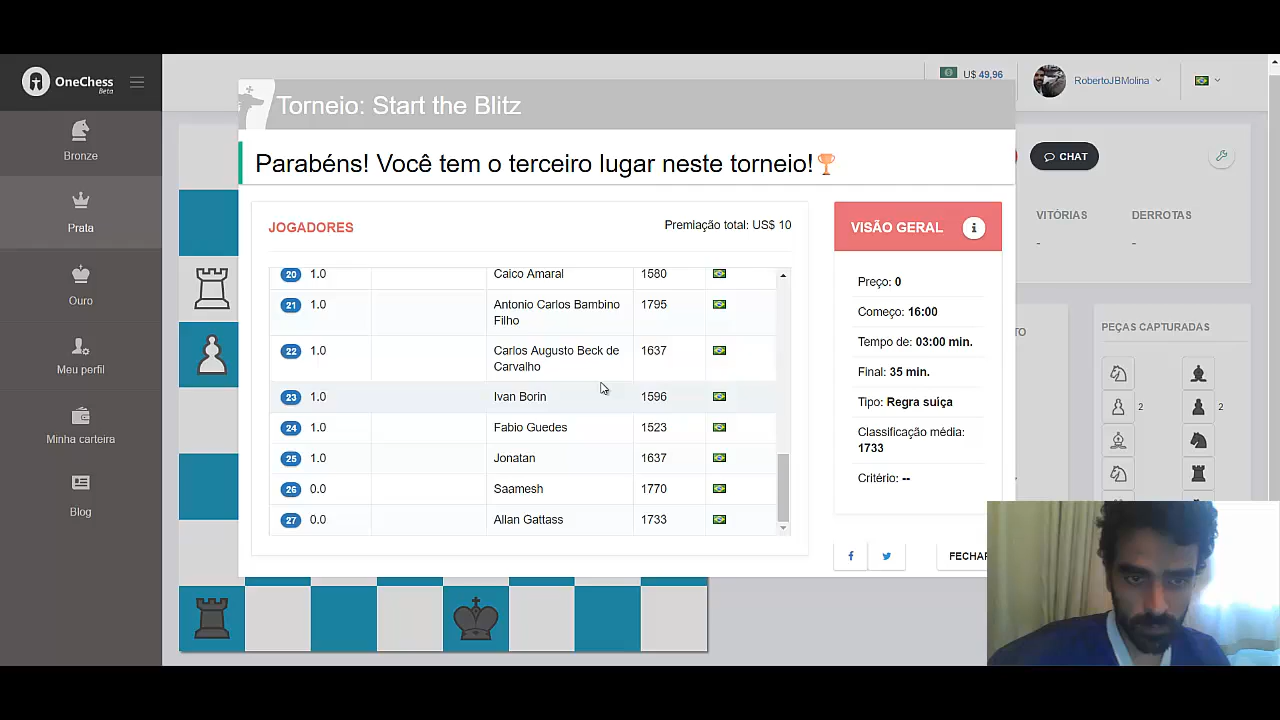 OneChess
Beta
U$ 49,96
RobertoJBMolina
Bronze
Prata
Ouro
Meu perfil
Minha carteira
Blog
Torneio: Start the Blitz
Parabéns! Você tem o terceiro lugar neste torneio!
CHAT
VITÓRIAS DERROTAS
- -
JOGADORES
Premiação total: US$ 10
20 1.0 Caico Amaral 1580
21 1.0 Antonio Carlos Bambino 1795
Filho
22 1.0 Carlos Augusto Beck de 1637
Carvalho
23 1.0 Ivan Borin 1596
24 1.0 Fabio Guedes 1523
25 1.0 Jonatan 1637
26 0.0 Saamesh 1770
27 0.0 Allan Gattass 1733
VISÃO GERAL i
Preço: 0
Começo: 16:00
Tempo de: 03:00 min.
Final: 35 min.
Tipo: Regra suiça
Classificação média:
1733
Critério: --
FECHAR
TO
PEÇAS CAPTURADAS
2 2